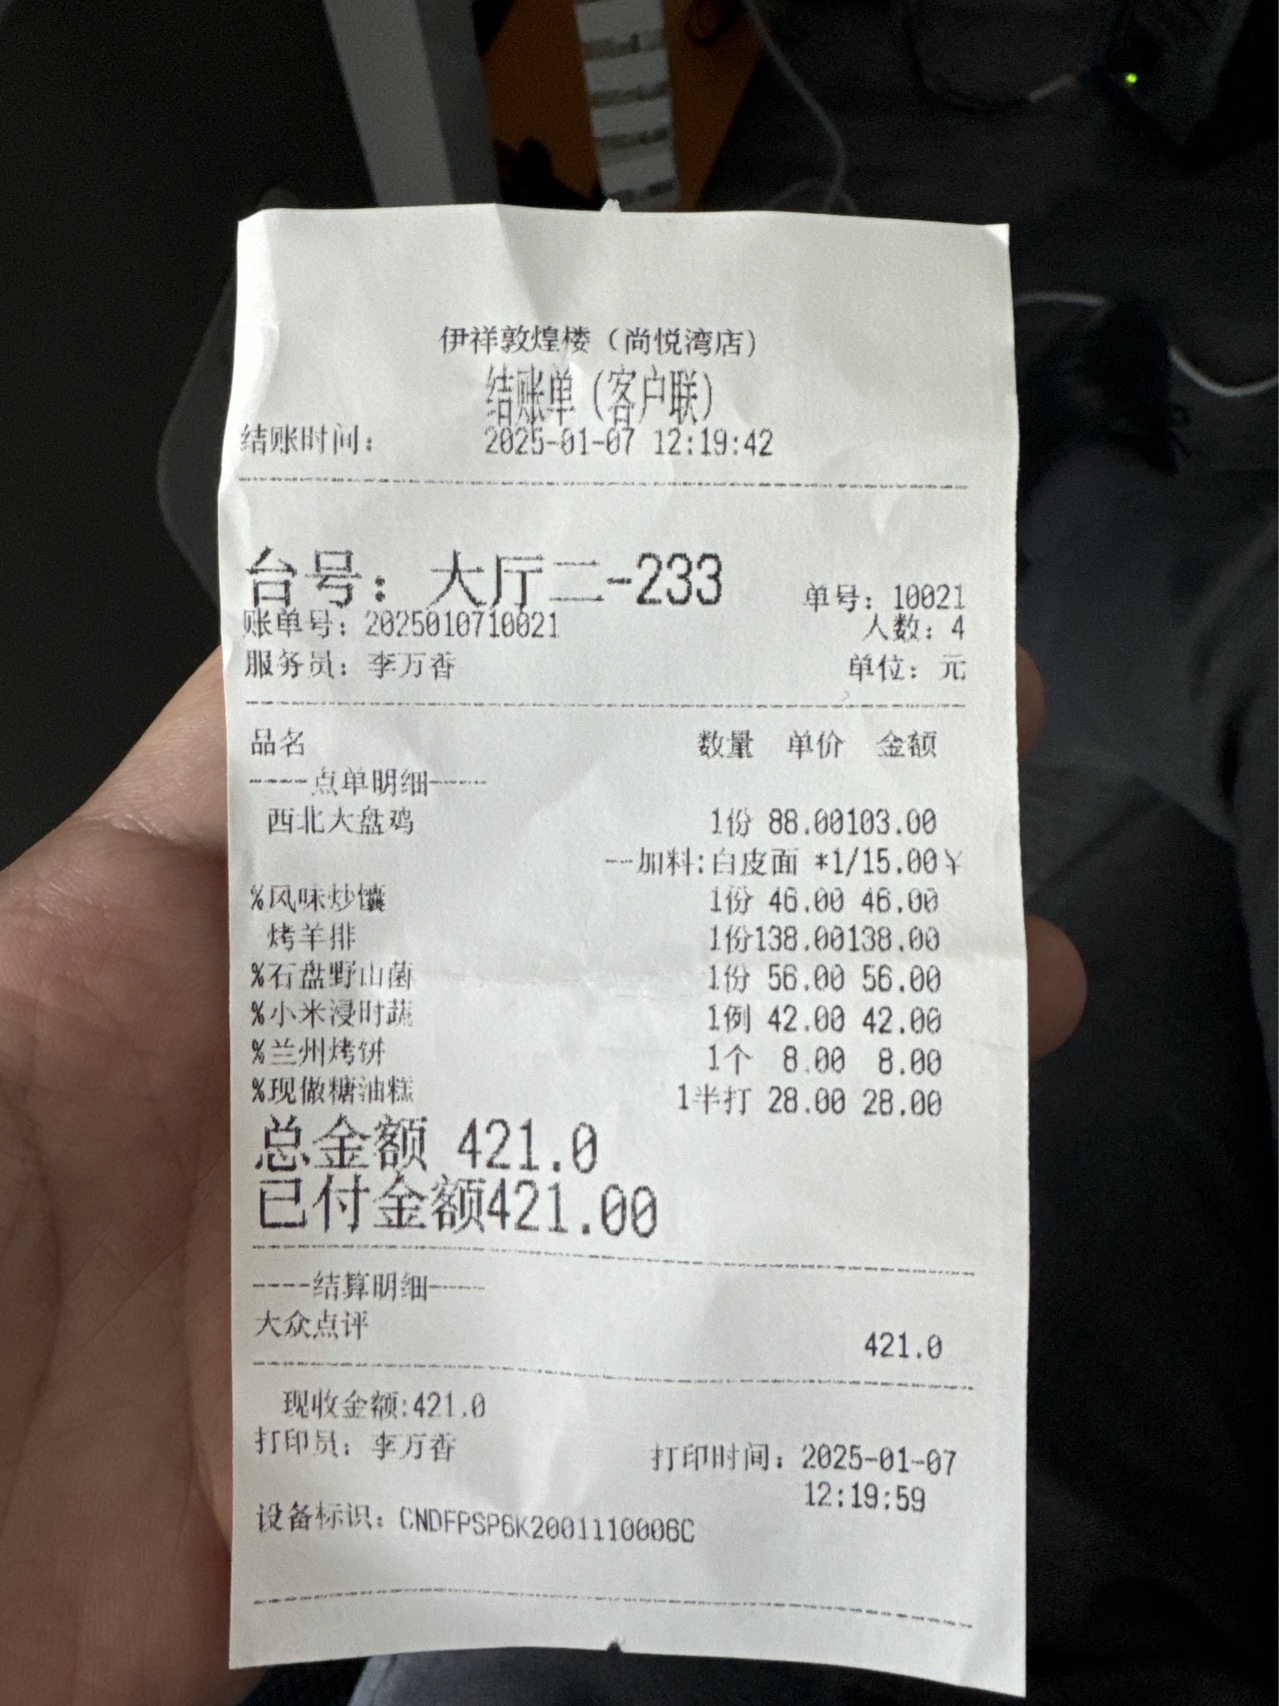 伊祥敦煌楼（尚悦湾店）
结账单（客户联）
结账时间： 2025-01-07 12:19:42
台号：大厅二-233 单号：10021
账单号：2025010710021 人数：4
服务员：李万香 单位：元
品名 数量 单价 金额
----点单明细----
西北大盘鸡 1份 88.00103.00
--加料:白皮面 *1/15.00¥
%风味炒馕 1份 46.00 46.00
烤羊排 1份138.00138.00
%石盘野山菌 1份 56.00 56.00
%小米浸时蔬 1例 42.00 42.00
%兰州烤饼 1个 8.00 8.00
%现做糖油糕 1半打 28.00 28.00
总金额 421.0
已付金额421.00
----结算明细----
大众点评 421.0
现收金额:421.0
打印员：李万香 打印时间：2025-01-07
12:19:59
设备标识：CNDFPSP6K2001110006C